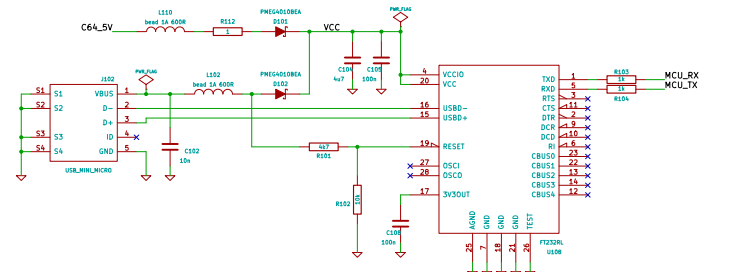 L110
bead 1A 600R
C64_5V
R112
1
PMEG4010BEA
D101
VCC
PWR_FLAG
C104
4u7
C105
100n
J102
PWR_FLAG
L102
bead 1A 600R
PMEG4010BEA
D102
S1 S1
S2 S2
S3 S3
S4 S4
VBUS 1
D- 2
D+ 3
ID 4
GND 5
USB_MINI_MICRO
C102
10n
4k7
R101
R102
10k
C108
100n
4 VCCIO
20 VCC
16 USBD-
15 USBD+
19 RESET
27 OSCI
28 OSCO
17 3V3OUT
TXD 1
RXD 5
RTS 3
CTS 11
DTR 2
DCR 9
DCD 10
RI 6
CBUS0 23
CBUS1 22
CBUS2 13
CBUS3 14
CBUS4 12
AGND 25
GND 7
GND 18
GND 21
TEST 26
R103
1k
MCU_RX
1k
MCU_TX
R104
FT232RL
U108